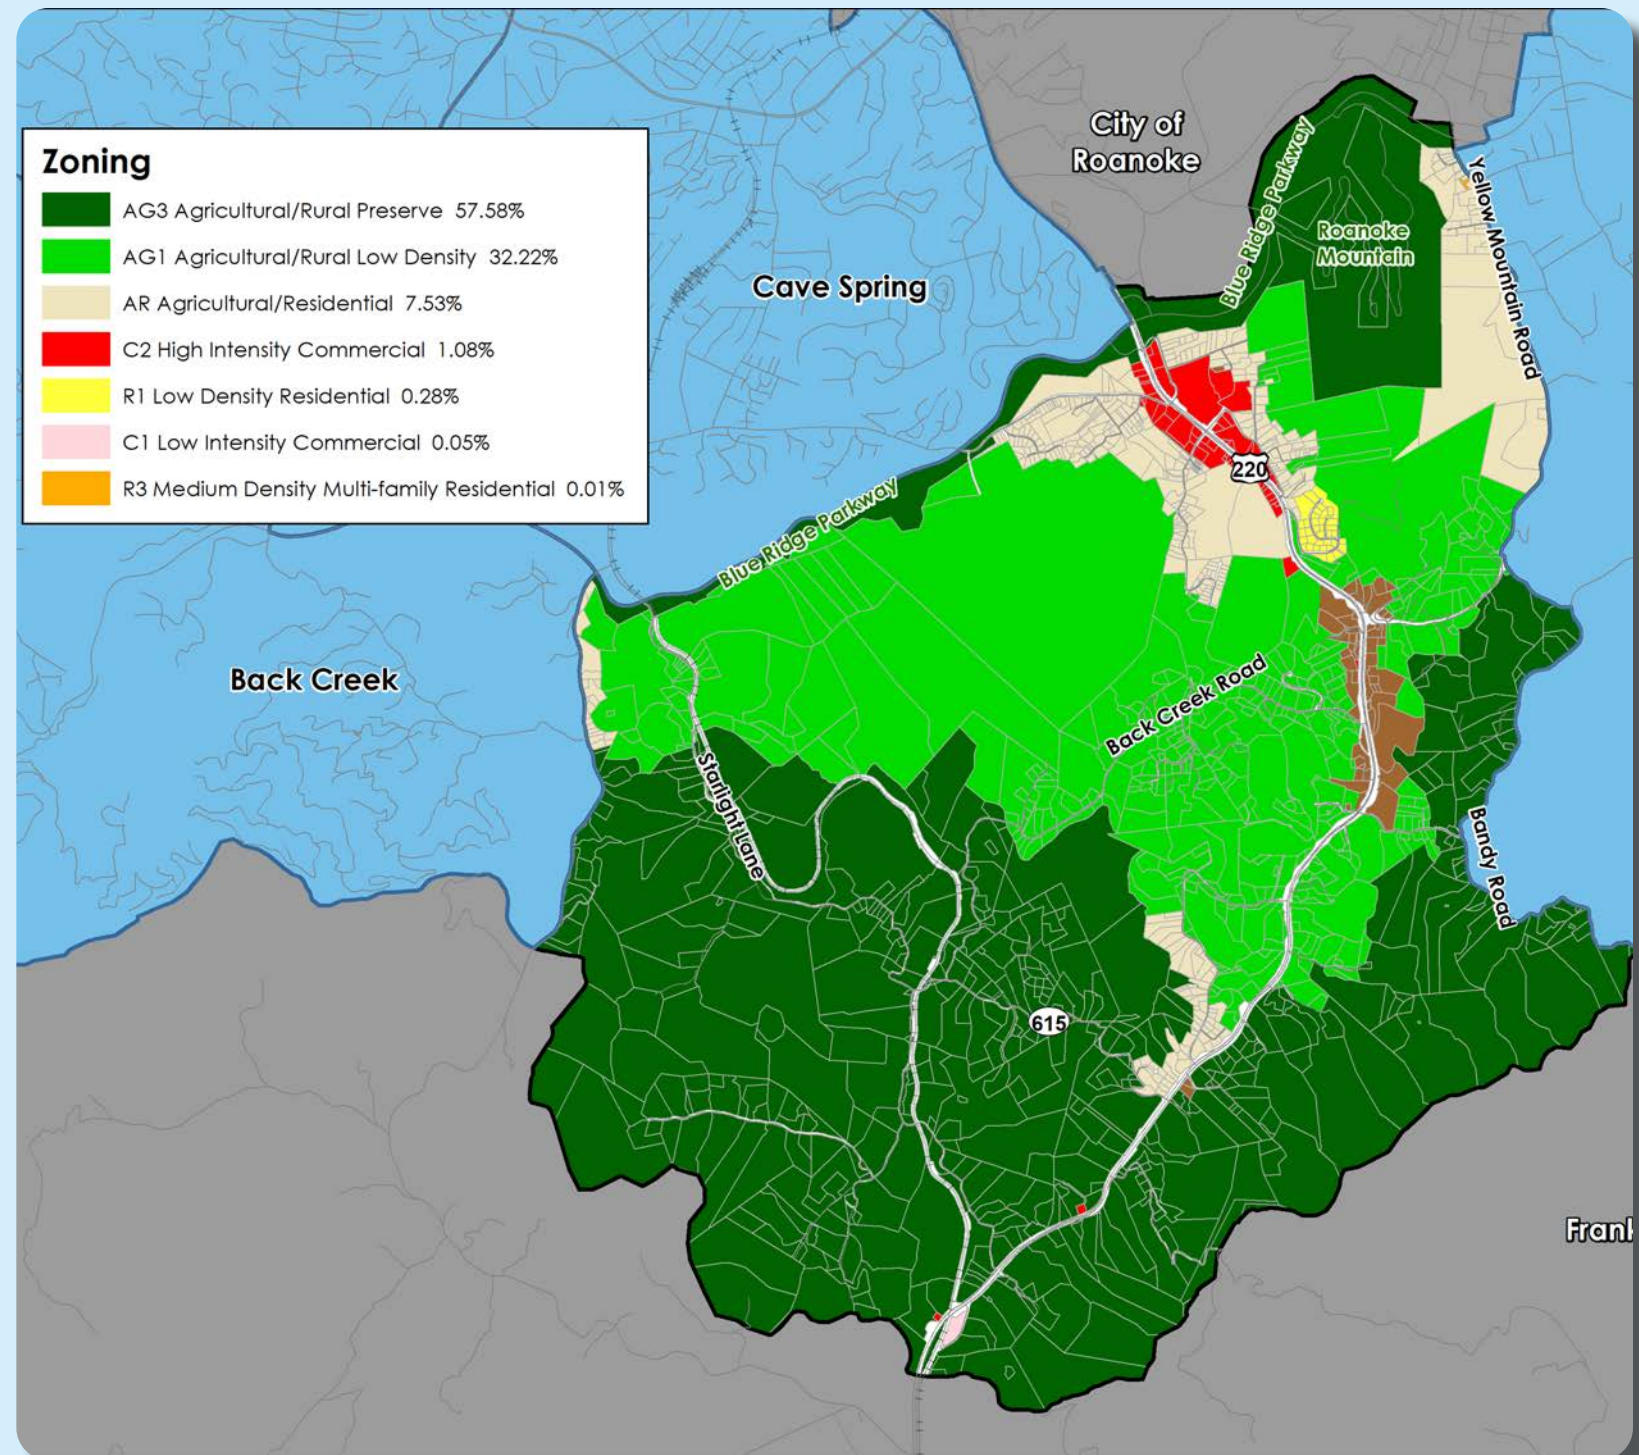 City of
Roanoke
Zoning
AG3 Agricultural/Rural Preserve 57.58%
AG1 Agricultural/Rural Low Density 32.22%
AR Agricultural/Residential 7.53%
C2 High Intensity Commercial 1.08%
R1 Low Density Residential 0.28%
C1 Low Intensity Commercial 0.05%
R3 Medium Density Multi-family Residential 0.01%
Blue Ridge Parkway
Roanoke
Mountain
Yellow Mountain Road
Cave Spring
220
Blue Ridge Parkway
Back Creek
Back Creek Road
Starlight Lane
Bandy Road
615
Frank